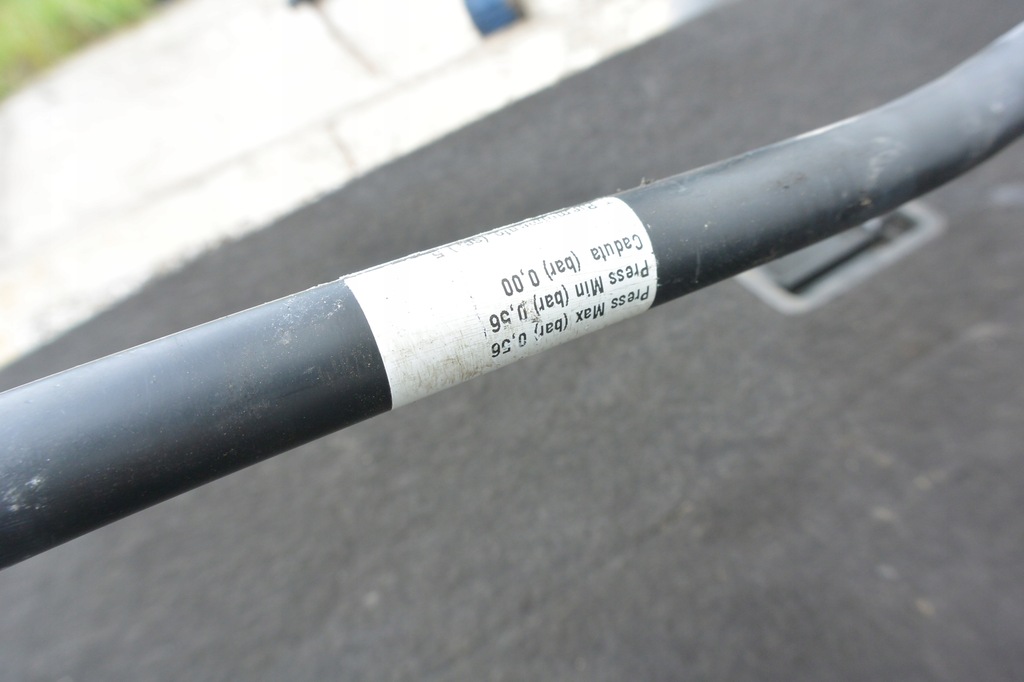 Press Max (bar) 0,56
Press Min (bar) 0,56
Caduta (bar) 0,00